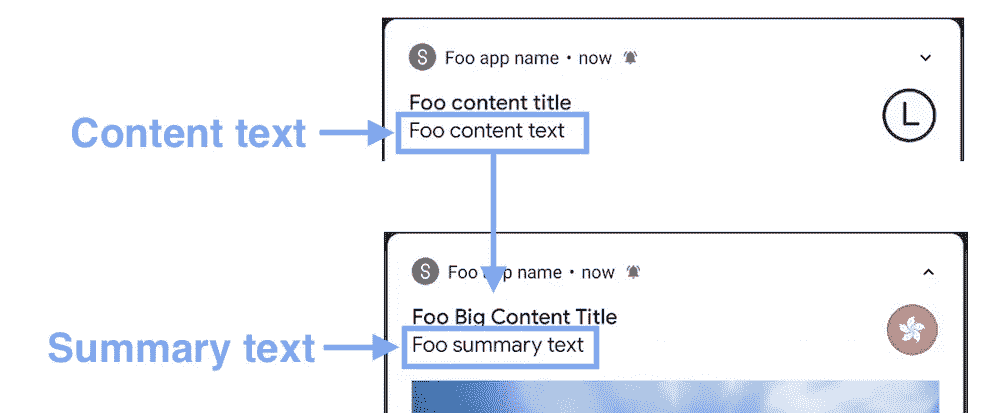 S Foo app name • now
Foo content title
Content text
Foo content text
L
S Foo app name • now
Foo Big Content Title
Summary text
Foo summary text